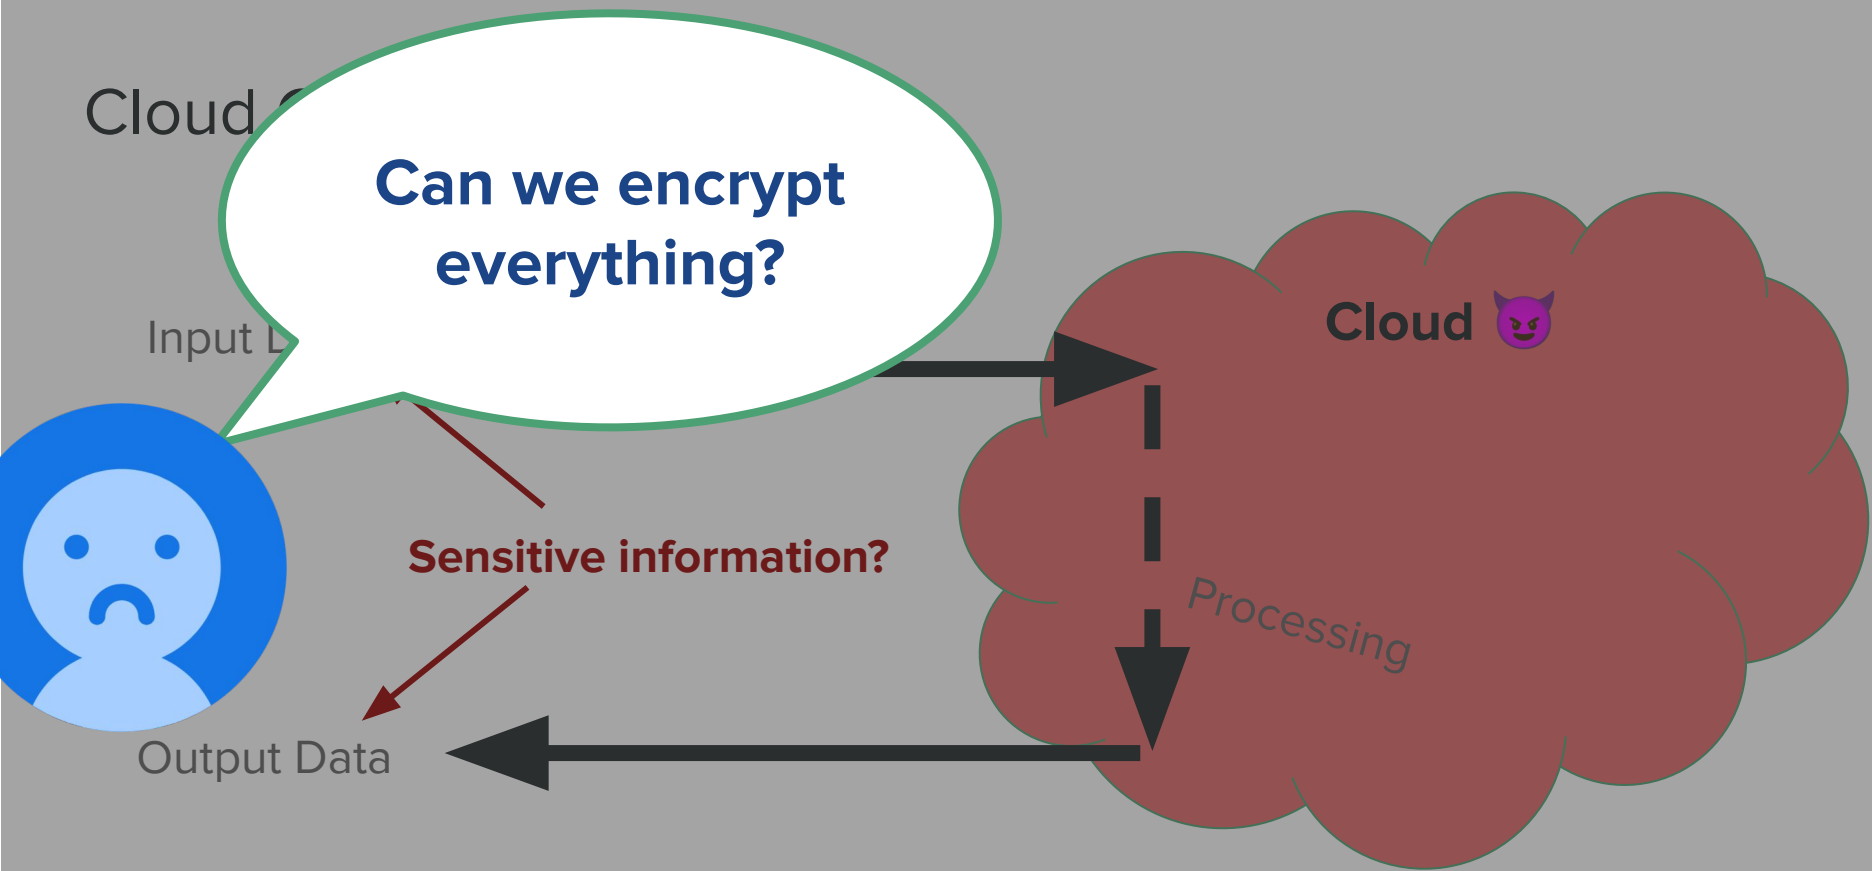 Cloud
Can we encrypt
everything?
Cloud 😈
Input
Sensitive information?
Processing
Output Data